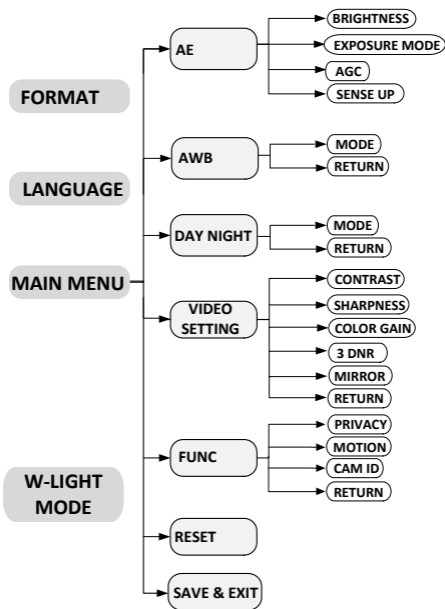 FORMAT
LANGUAGE
MAIN MENU
W-LIGHT
MODE
AE
BRIGHTNESS
EXPOSURE MODE
AGC
SENSE UP
AWB
MODE
RETURN
DAY NIGHT
MODE
RETURN
VIDEO
SETTING
CONTRAST
SHARPNESS
COLOR GAIN
3 DNR
MIRROR
RETURN
FUNC
PRIVACY
MOTION
CAM ID
RETURN
RESET
SAVE & EXIT